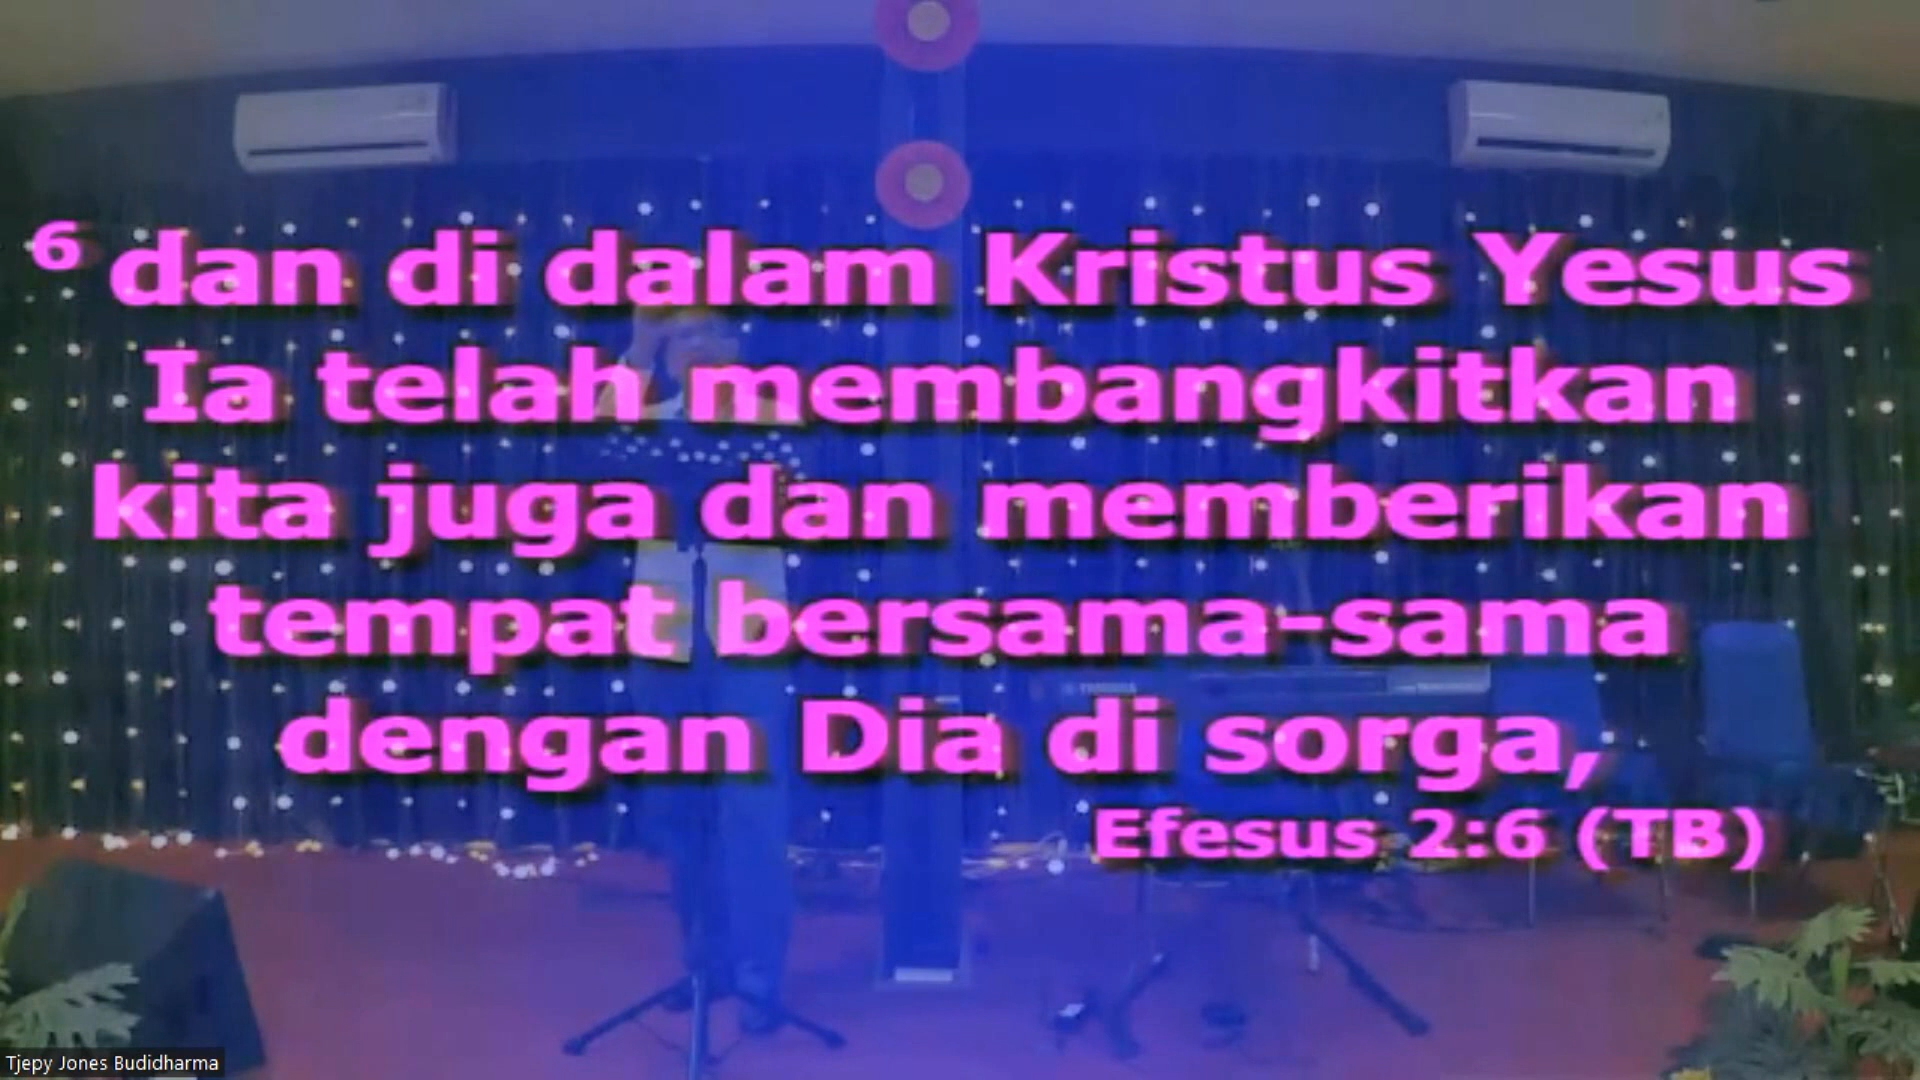 6 dan di dalam Kristus Yesus
Ia telah membangkitkan
kita juga dan memberikan
tempat bersama-sama
dengan Dia di sorga,
Efesus 2:6 (TB)
YAMAHA
Tjepy Jones Budidharma